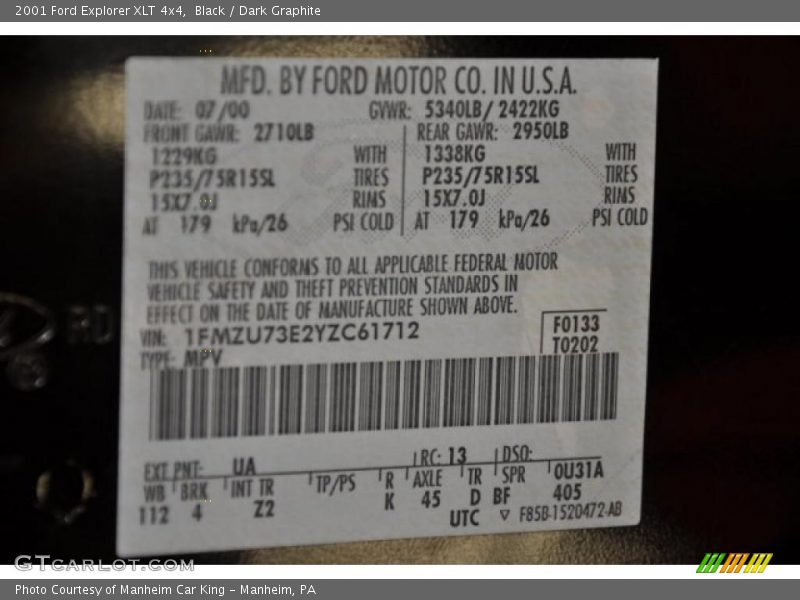 2001 Ford Explorer XLT 4x4,  Black / Dark Graphite
MFD. BY FORD MOTOR CO. IN U.S.A.
DATE: 07/00 GVWR: 5340LB/ 2422KG
FRONT GAWR: 2710LB REAR GAWR: 2950LB
1229KG WITH 1338KG WITH
P235/75R15SL TIRES P235/75R15SL TIRES
15X7.0J RIMS 15X7.0J RIMS
AT 179 kPa/26 PSI COLD AT 179 kPa/26 PSI COLD
THIS VEHICLE CONFORMS TO ALL APPLICABLE FEDERAL MOTOR
VEHICLE SAFETY AND THEFT PREVENTION STANDARDS IN
EFFECT ON THE DATE OF MANUFACTURE SHOWN ABOVE.
VIN: 1FMZU73E2YZC61712 F0133
TYPE: MPV T0202
EXT PNT: UA RC: 13 DSO:
WB BRK INT TR TP/PS R AXLE TR SPR 0U31A
112 4 Z2 K 45 D BF 405
UTC ▽ F85B-1520472-AB
RD
GTcarlot.com
Photo Courtesy of Manheim Car King - Manheim, PA